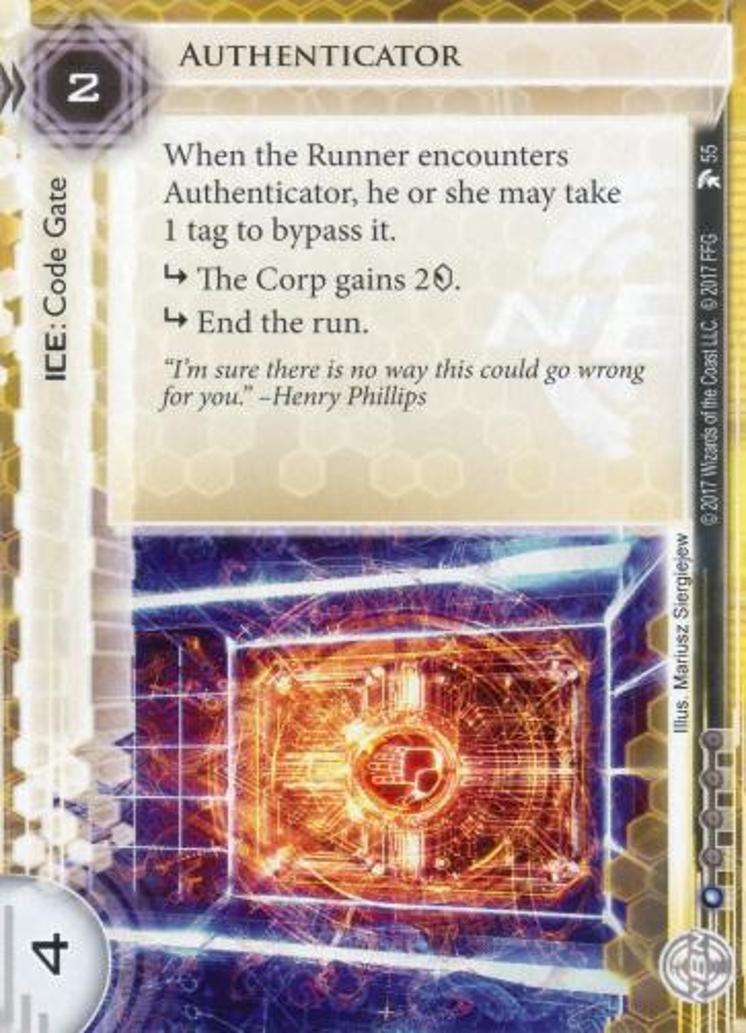 2
AUTHENTICATOR
ICE: Code Gate
When the Runner encounters
Authenticator, he or she may take
1 tag to bypass it.
↳ The Corp gains 2.
↳ End the run.
“I’m sure there is no way this could go wrong
for you.” –Henry Phillips
55
© 2017 Wizards of the Coast LLC. © 2017 FFG
Illus. Mariusz Siergiejew
4
NBN